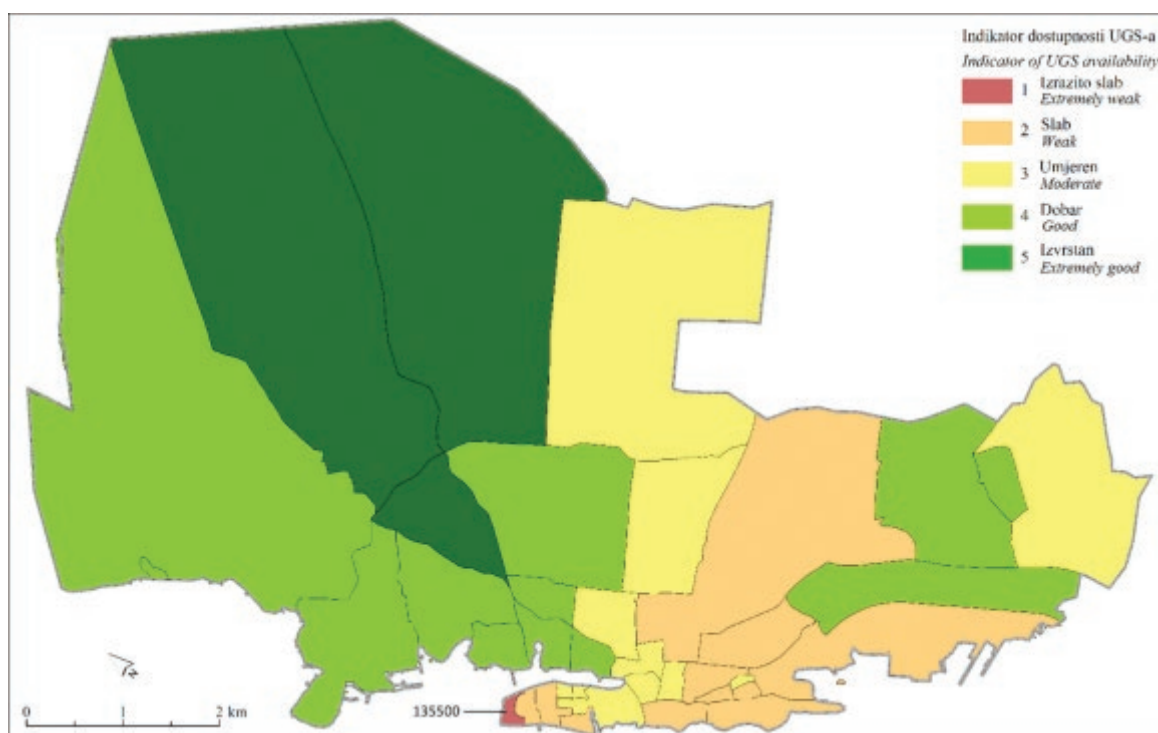 Indikator dostupnosti UGS-a
Indicator of UGS availability
1 Izrazito slab
Extremely weak
2 Slab
Weak
3 Umjeren
Moderate
4 Dobar
Good
5 Izvrstan
Extremely good
N
0 1 2 km
135500